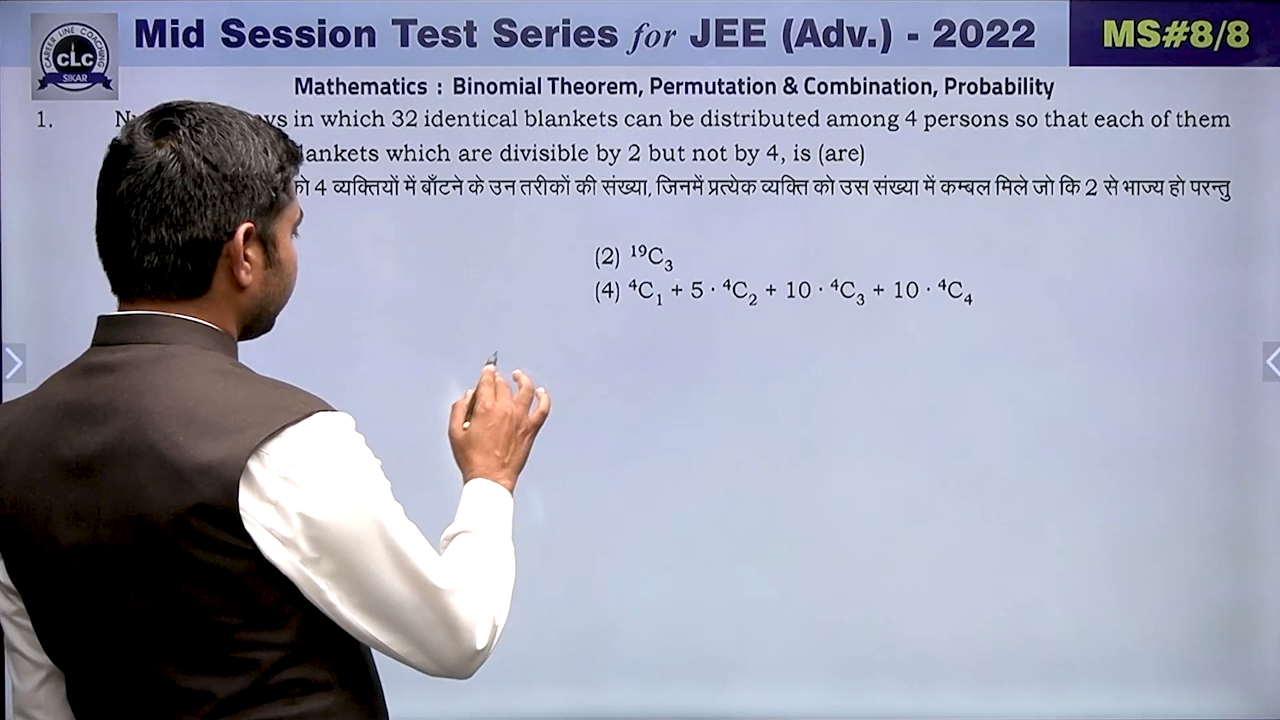 CAREER LINE COACHING
CLC
SIKAR
Mid Session Test Series for JEE (Adv.) - 2022
MS#8/8
Mathematics : Binomial Theorem, Permutation & Combination, Probability
1. in which 32 identical blankets can be distributed among 4 persons so that each of them
which are divisible by 2 but not by 4, is (are)
4 व्यक्तियों में बाँटने के उन तरीकों की संख्या, जिनमें प्रत्येक व्यक्ति को उस संख्या में कम्बल मिले जो कि 2 से भाज्य हो परन्तु
(2) ¹⁹C₃
(4) ⁴C₁ + 5 · ⁴C₂ + 10 · ⁴C₃ + 10 · ⁴C₄